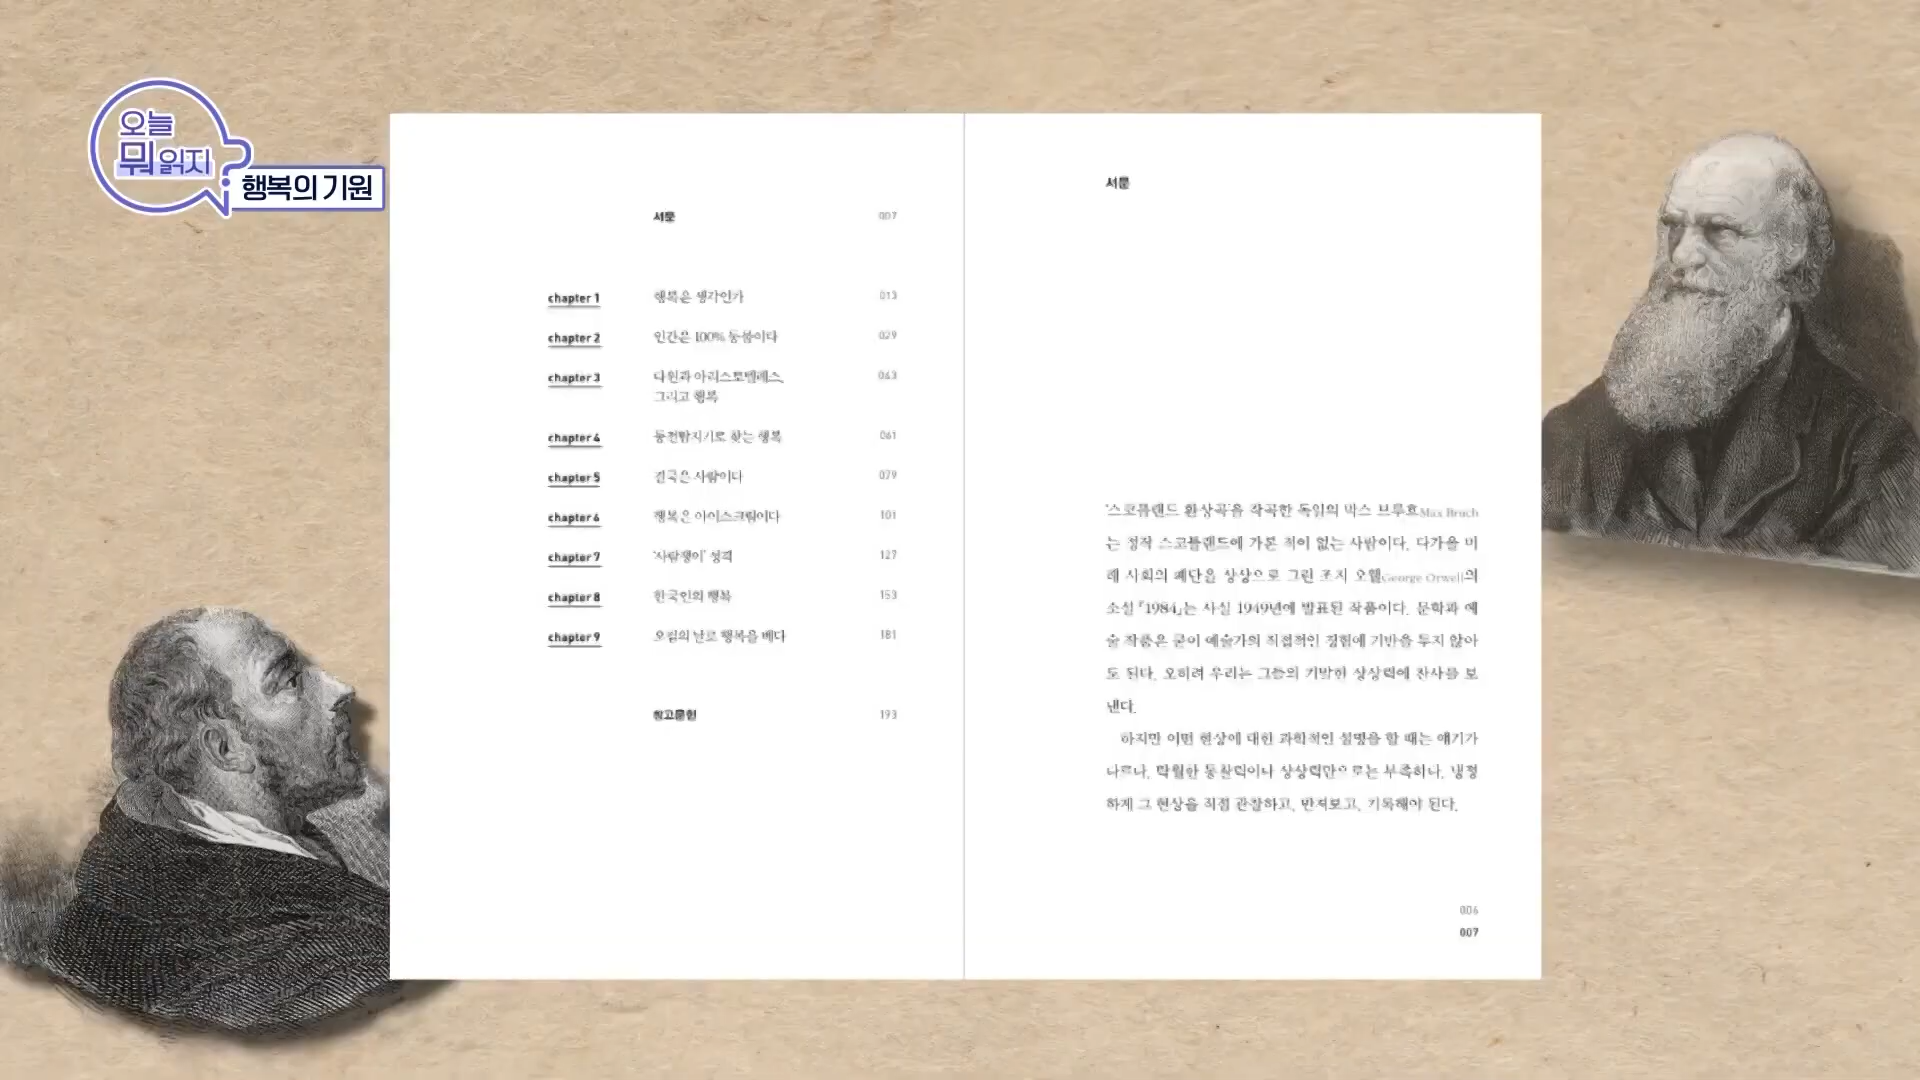 오늘
뭐 읽지
행복의 기원
서문 007
chapter 1 행복은 생각인가 013
chapter 2 인간은 100% 동물이다 029
chapter 3 다윈과 아리스토텔레스, 043
그리고 행복
chapter 4 동전탐지기로 찾는 행복 061
chapter 5 결국은 사람이다 079
chapter 6 행복은 아이스크림이다 101
chapter 7 '사람쟁이' 성격 127
chapter 8 한국인의 행복 153
chapter 9 오컴의 날로 행복을 베다 181
참고문헌 193
서문
'스코틀랜드 환상곡'을 작곡한 독일의 막스 브루흐Max Bruch
는 정작 스코틀랜드에 가본 적이 없는 사람이다. 다가올 미
래 사회의 폐단을 상상으로 그린 조지 오웰George Orwell의
소설 『1984』는 사실 1949년에 발표된 작품이다. 문학과 예
술 작품은 굳이 예술가의 직접적인 경험에 기반을 두지 않아
도 된다. 오히려 우리는 그들의 기발한 상상력에 찬사를 보
낸다.
하지만 어떤 현상에 대한 과학적인 설명을 할 때는 얘기가
다르다. 탁월한 통찰력이나 상상력만으로는 부족하다. 냉정
하게 그 현상을 직접 관찰하고, 만져보고, 기록해야 된다.
006
007